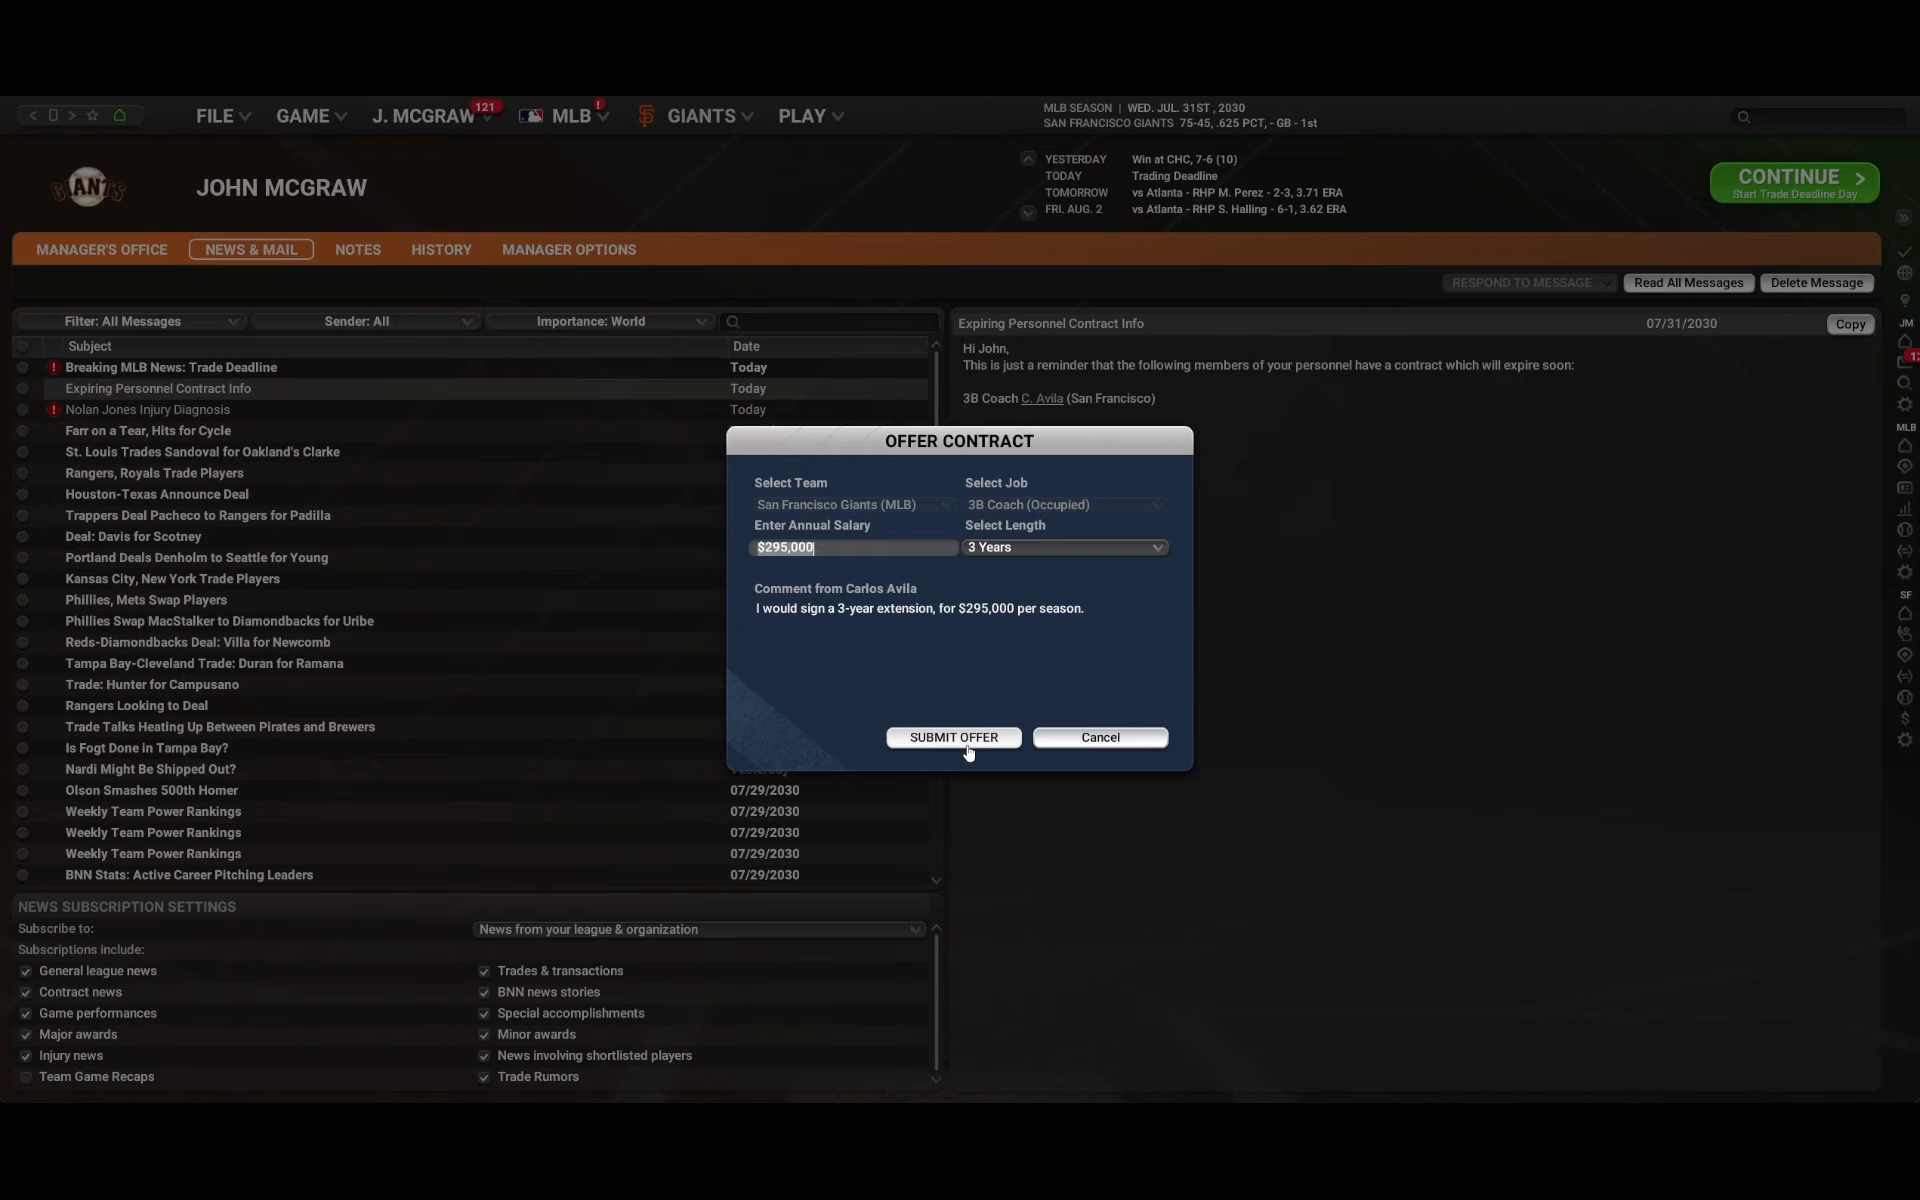 FILE
GAME
J. MCGRAW
121
MLB
!
GIANTS
PLAY
MLB SEASON | WED. JUL. 31ST , 2030
SAN FRANCISCO GIANTS 75-45, .625 PCT, - GB - 1st
GIANTS
JOHN MCGRAW
YESTERDAY Win at CHC, 7-6 (10)
TODAY Trading Deadline
TOMORROW vs Atlanta - RHP M. Perez - 2-3, 3.71 ERA
FRI. AUG. 2 vs Atlanta - RHP S. Halling - 6-1, 3.62 ERA
CONTINUE
Start Trade Deadline Day
MANAGER'S OFFICE
NEWS & MAIL
NOTES
HISTORY
MANAGER OPTIONS
RESPOND TO MESSAGE
Read All Messages
Delete Message
Filter: All Messages
Sender: All
Importance: World
Subject Date
! Breaking MLB News: Trade Deadline Today
Expiring Personnel Contract Info Today
! Nolan Jones Injury Diagnosis Today
Farr on a Tear, Hits for Cycle
St. Louis Trades Sandoval for Oakland's Clarke
Rangers, Royals Trade Players
Houston-Texas Announce Deal
Trappers Deal Pacheco to Rangers for Padilla
Deal: Davis for Scotney
Portland Deals Denholm to Seattle for Young
Kansas City, New York Trade Players
Phillies, Mets Swap Players
Phillies Swap MacStalker to Diamondbacks for Uribe
Reds-Diamondbacks Deal: Villa for Newcomb
Tampa Bay-Cleveland Trade: Duran for Ramana
Trade: Hunter for Campusano
Rangers Looking to Deal
Trade Talks Heating Up Between Pirates and Brewers
Is Fogt Done in Tampa Bay?
Nardi Might Be Shipped Out?
Olson Smashes 500th Homer 07/29/2030
Weekly Team Power Rankings 07/29/2030
Weekly Team Power Rankings 07/29/2030
Weekly Team Power Rankings 07/29/2030
BNN Stats: Active Career Pitching Leaders 07/29/2030
Expiring Personnel Contract Info 07/31/2030
Copy
Hi John,
This is just a reminder that the following members of your personnel have a contract which will expire soon:
3B Coach C. Avila (San Francisco)
OFFER CONTRACT
Select Team Select Job
San Francisco Giants (MLB) 3B Coach (Occupied)
Enter Annual Salary Select Length
$295,000 3 Years
Comment from Carlos Avila
I would sign a 3-year extension, for $295,000 per season.
SUBMIT OFFER
Cancel
NEWS SUBSCRIPTION SETTINGS
Subscribe to: News from your league & organization
Subscriptions include:
General league news Trades & transactions
Contract news BNN news stories
Game performances Special accomplishments
Major awards Minor awards
Injury news News involving shortlisted players
Team Game Recaps Trade Rumors
JM
MLB
SF